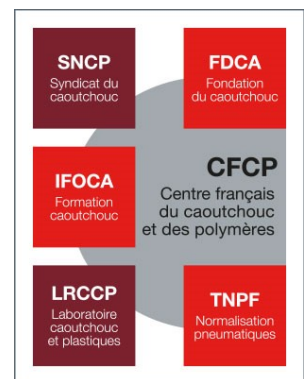 SNCP
Syndicat du
caoutchouc
FDCA
Fondation
du caoutchouc
IFOCA
Formation
caoutchouc
CFCP
Centre français
du caoutchouc
et des polymères
LRCCP
Laboratoire
caoutchouc
et plastiques
TNPF
Normalisation
pneumatiques